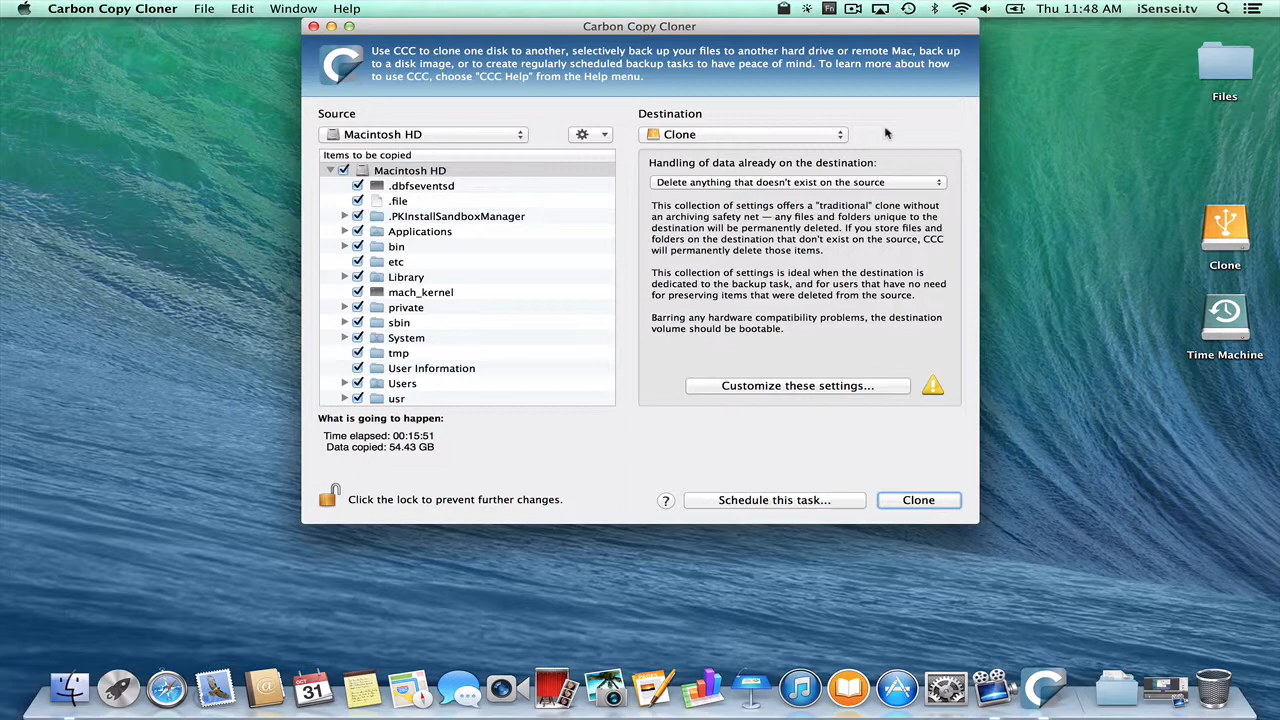 Carbon Copy Cloner File Edit Window Help Thu 11:48 AM iSensei.tv
Carbon Copy Cloner
Use CCC to clone one disk to another, selectively back up your files to another hard drive or remote Mac, back up
to a disk image, or to create regularly scheduled backup tasks to have peace of mind. To learn more about how
to use CCC, choose "CCC Help" from the Help menu.
Source
Macintosh HD
Items to be copied
Macintosh HD
.dbfseventsd
.file
.PKInstallSandboxManager
Applications
bin
etc
Library
mach_kernel
private
sbin
System
tmp
User Information
Users
usr
What is going to happen:
Time elapsed: 00:15:51
Data copied: 54.43 GB
Click the lock to prevent further changes.
Destination
Clone
Handling of data already on the destination:
Delete anything that doesn't exist on the source
This collection of settings offers a "traditional" clone without
an archiving safety net — any files and folders unique to the
destination will be permanently deleted. If you store files and
folders on the destination that don't exist on the source, CCC
will permanently delete those items.
This collection of settings is ideal when the destination is
dedicated to the backup task, and for users that have no need
for preserving items that were deleted from the source.
Barring any hardware compatibility problems, the destination
volume should be bootable.
Customize these settings...
? Schedule this task... Clone
Files
Clone
Time Machine
OCT
31